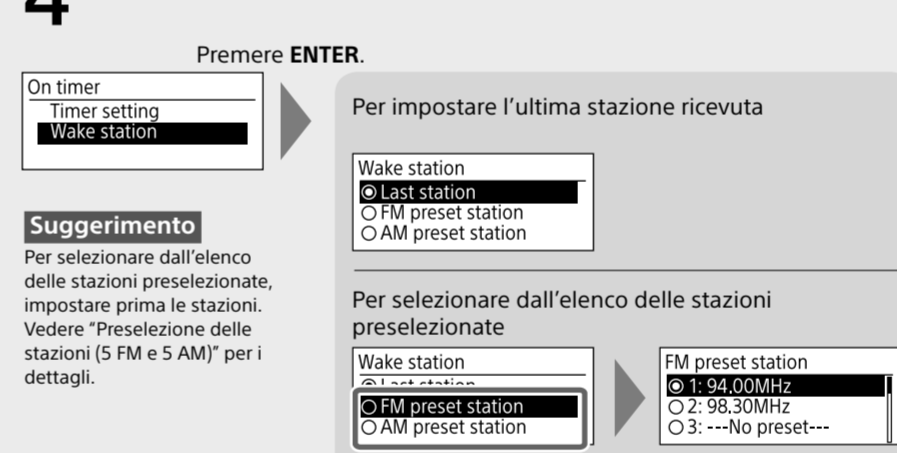 4
Premere ENTER.
On timer
Timer setting
Wake station
Suggerimento
Per selezionare dall'elenco
delle stazioni preselezionate,
impostare prima le stazioni.
Vedere "Preselezione delle
stazioni (5 FM e 5 AM)" per i
dettagli.
Per impostare l'ultima stazione ricevuta
Wake station
Last station
FM preset station
AM preset station
Per selezionare dall'elenco delle stazioni
preselezionate
Wake station
Last station
FM preset station
AM preset station
FM preset station
1: 94.00MHz
2: 98.30MHz
3: ---No preset---